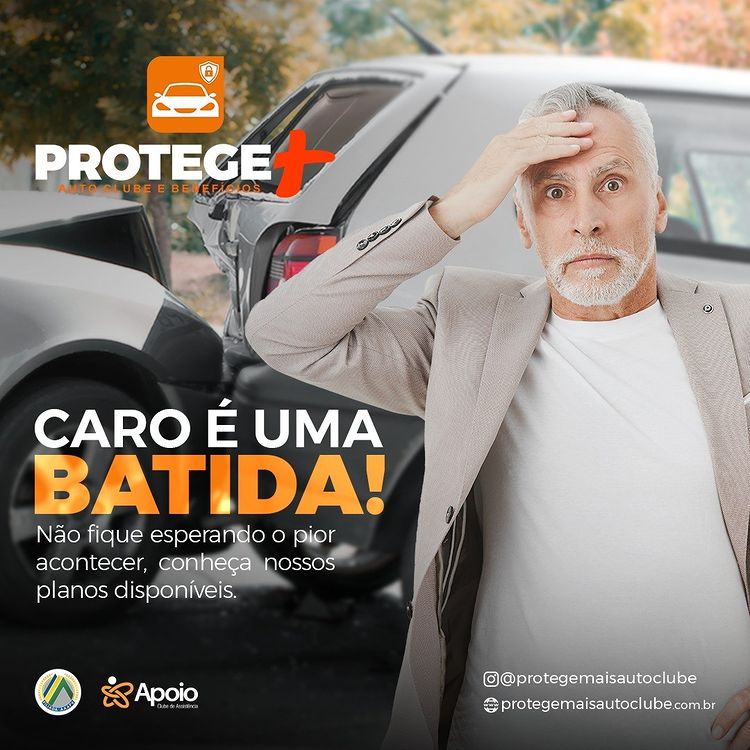 PROTEGE+
AUTO CLUBE E BENEFÍCIOS
CARO É UMA
BATIDA!
Não fique esperando o pior
acontecer, conheça nossos
planos disponíveis.
Apoio
Clube de Assistência
@protegemaisautoclube
protegemaisautoclube.com.br